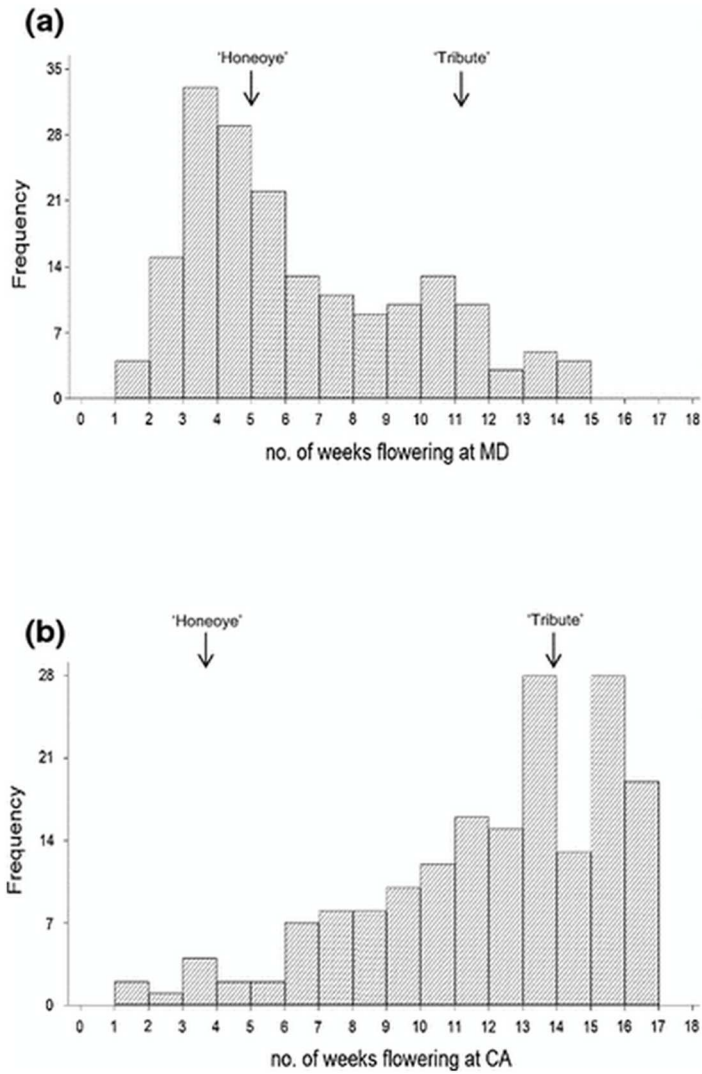 (a)
'Honeoye' 'Tribute'
35
28
21
14
7
0
Frequency
0 1 2 3 4 5 6 7 8 9 10 11 12 13 14 15 16 17 18
no. of weeks flowering at MD
(b)
'Honeoye' 'Tribute'
28
21
14
7
0
Frequency
0 1 2 3 4 5 6 7 8 9 10 11 12 13 14 15 16 17 18
no. of weeks flowering at CA